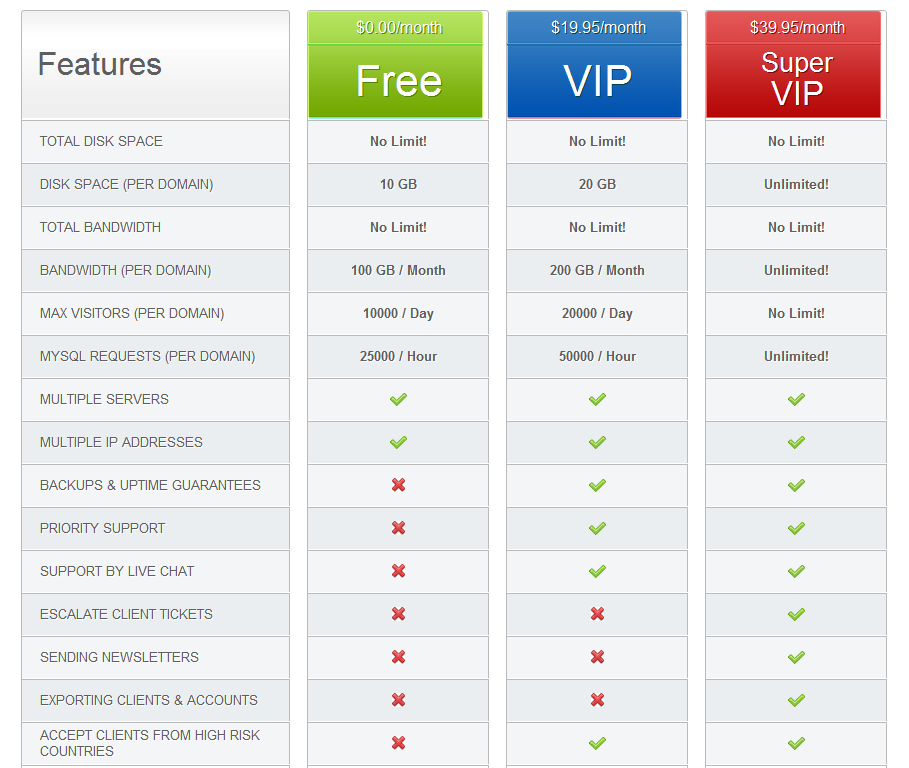 Features
$0.00/month
Free
$19.95/month
VIP
$39.95/month
Super
VIP
TOTAL DISK SPACE
No Limit!
No Limit!
No Limit!
DISK SPACE (PER DOMAIN)
10 GB
20 GB
Unlimited!
TOTAL BANDWIDTH
No Limit!
No Limit!
No Limit!
BANDWIDTH (PER DOMAIN)
100 GB / Month
200 GB / Month
Unlimited!
MAX VISITORS (PER DOMAIN)
10000 / Day
20000 / Day
No Limit!
MYSQL REQUESTS (PER DOMAIN)
25000 / Hour
50000 / Hour
Unlimited!
MULTIPLE SERVERS
MULTIPLE IP ADDRESSES
BACKUPS & UPTIME GUARANTEES
PRIORITY SUPPORT
SUPPORT BY LIVE CHAT
ESCALATE CLIENT TICKETS
SENDING NEWSLETTERS
EXPORTING CLIENTS & ACCOUNTS
ACCEPT CLIENTS FROM HIGH RISK
COUNTRIES